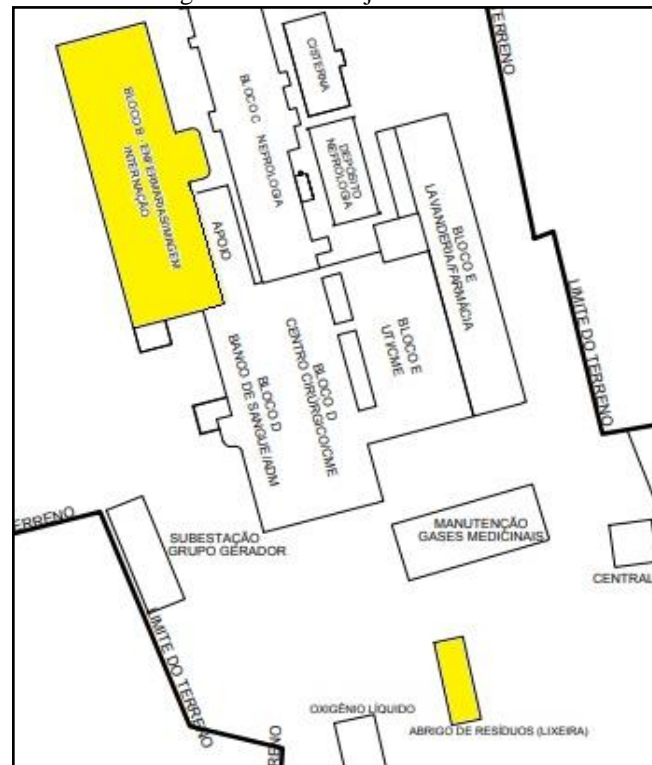 TERRENO
CISTERNA
BLOCO B - ENFERMARIAS/IMAGEM
INTERNAÇÃO
BLOCO C NEFROLOGIA
DEPÓSITO
NEFROLOGIA
APOIO
BLOCO E
LAVANDERIA/FARMÁCIA
LIMITE DO TERRENO
BLOCO E
UTI/CME
BLOCO D
CENTRO CIRÚRGICO/CME
BLOCO D
BANCO DE SANGUE/ADM
ERRENO
SUBESTAÇÃO
GRUPO GERADOR
MANUTENÇÃO
GASES MEDICINAIS
CENTRAL
LIMITE DO TERRENO
OXIGÊNIO LÍQUIDO
ABRIGO DE RESÍDUOS (LIXEIRA)